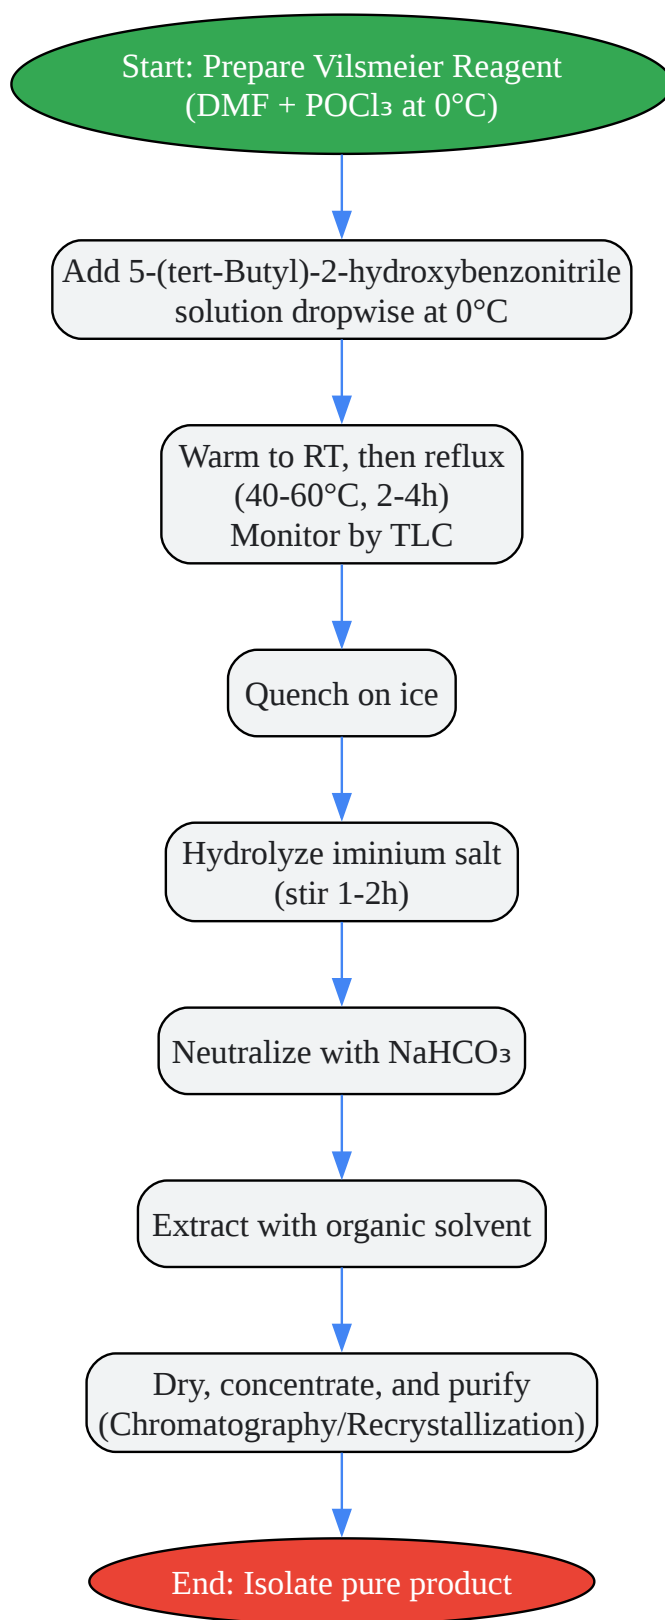 Start: Prepare Vilsmeier Reagent
(DMF + POCl₃ at 0°C)
Add 5-(tert-Butyl)-2-hydroxybenzonitrile
solution dropwise at 0°C
Warm to RT, then reflux
(40-60°C, 2-4h)
Monitor by TLC
Quench on ice
Hydrolyze iminium salt
(stir 1-2h)
Neutralize with NaHCO₃
Extract with organic solvent
Dry, concentrate, and purify
(Chromatography/Recrystallization)
End: Isolate pure product